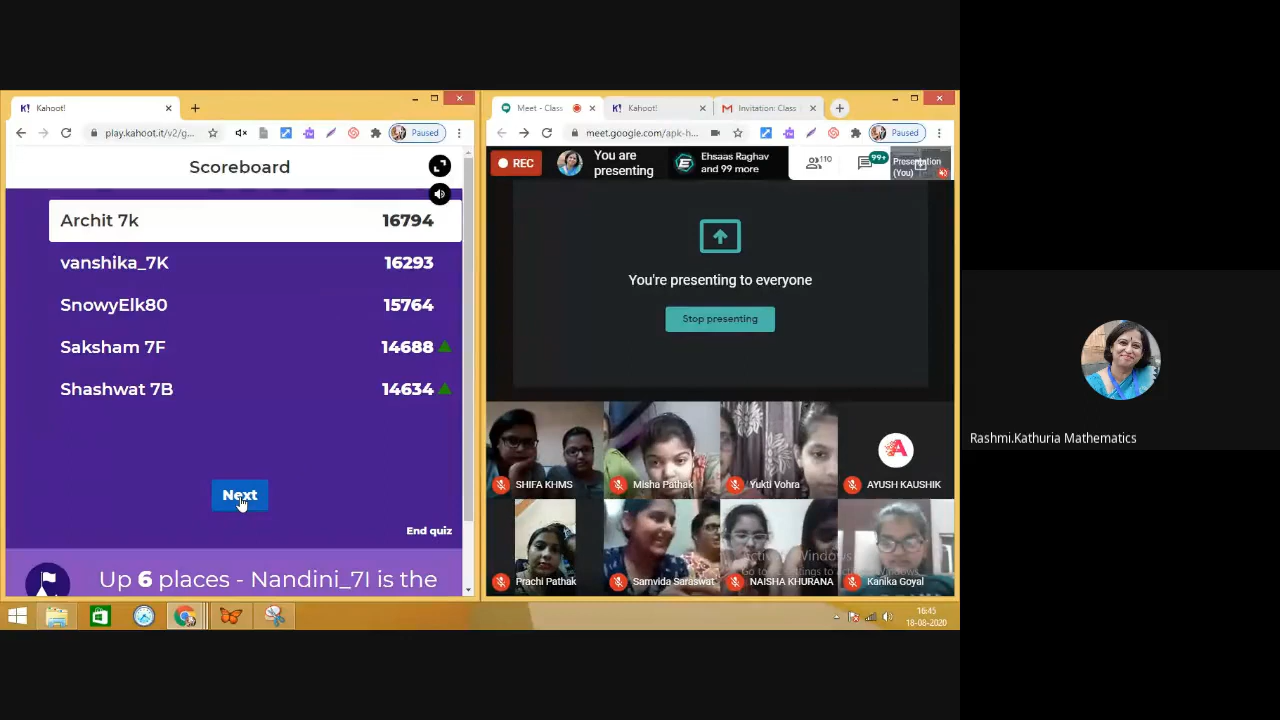 Kahoot!
play.kahoot.it/v2/g...
Paused
Scoreboard
Archit 7k 16794
vanshika_7K 16293
SnowyElk80 15764
Saksham 7F 14688
Shashwat 7B 14634
Next
End quiz
Up 6 places - Nandini_7I is the
Meet - Class
Kahoot!
Invitation: Class
meet.google.com/apk-h...
Paused
REC
You are presenting
Ehsaas Raghav and 99 more
110
99+
Presentation (You)
You're presenting to everyone
Stop presenting
SHIFA KHMS
Misha Pathak
Yukti Vohra
AYUSH KAUSHIK
Prachi Pathak
Samvida Saraswat
NAISHA KHURANA
Kanika Goyal
16:45
18-08-2020
Rashmi.Kathuria Mathematics